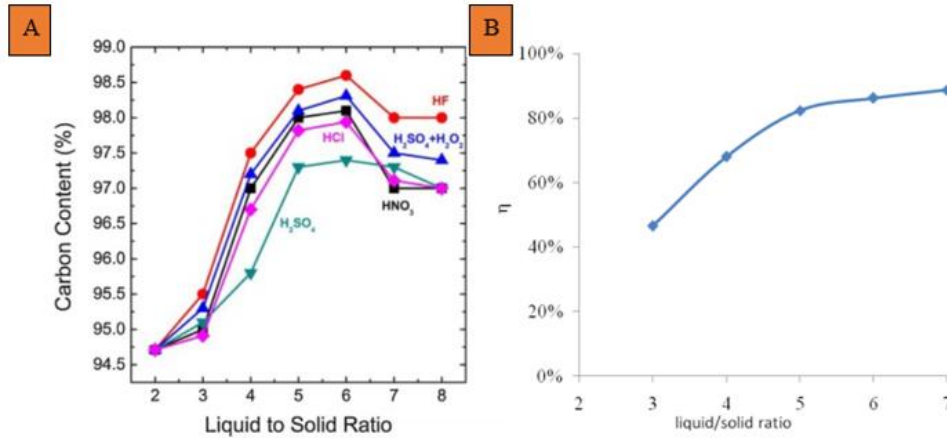 A
B
99.0
98.5
98.0
97.5
97.0
96.5
96.0
95.5
95.0
94.5
Carbon Content (%)
HF
H₂SO₄+H₂O₂
HCl
HNO₃
H₂SO₄
2 3 4 5 6 7 8
Liquid to Solid Ratio
100%
80%
60%
40%
20%
0%
η
2 3 4 5 6 7
liquid/solid ratio